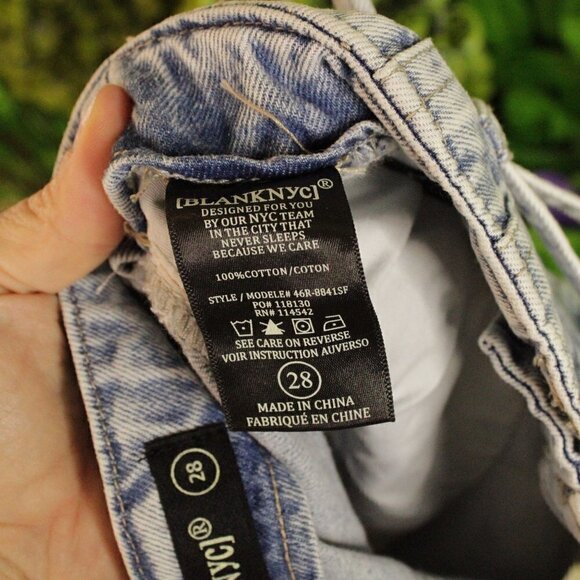 [BLANKNYC]®
DESIGNED FOR YOU
BY OUR NYC TEAM
IN THE CITY THAT
NEVER SLEEPS
BECAUSE WE CARE
100%COTTON/COTON
STYLE / MODELE# 46R-8841SF
PO# 118130
RN# 114542
SEE CARE ON REVERSE
VOIR INSTRUCTION AUVERSO
28
MADE IN CHINA
FABRIQUÉ EN CHINE
28
NYC]®